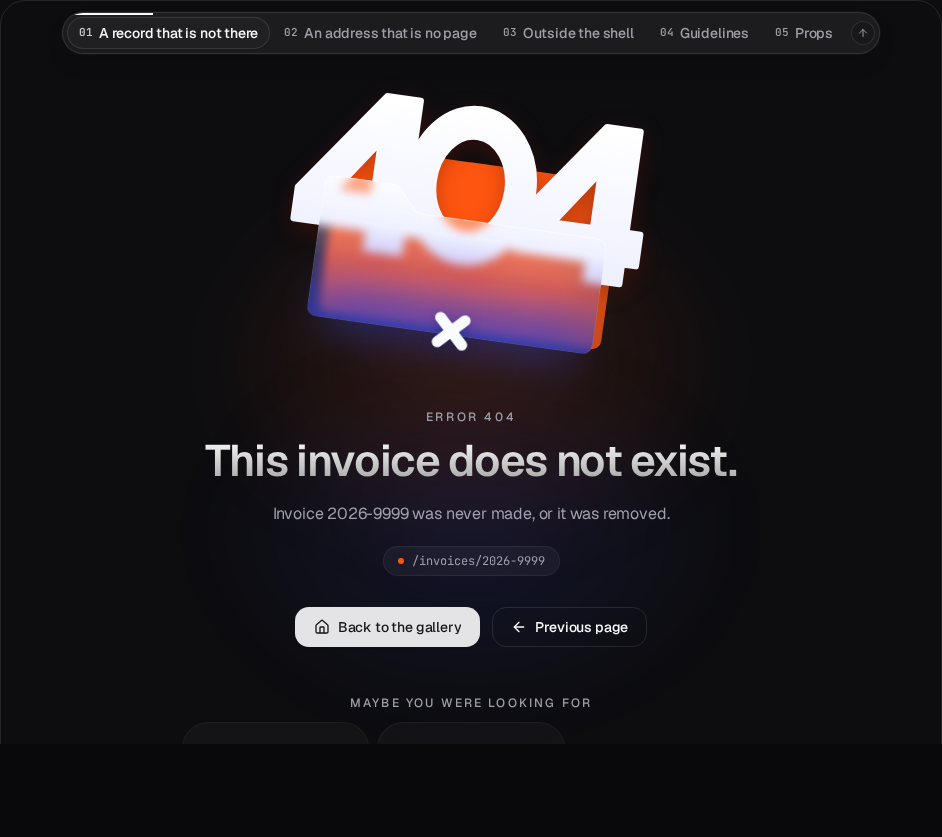 01 A record that is not there 02 An address that is no page 03 Outside the shell 04 Guidelines 05 Props
404
ERROR 404
This invoice does not exist.
Invoice 2026-9999 was never made, or it was removed.
/invoices/2026-9999
Back to the gallery Previous page
MAYBE YOU WERE LOOKING FOR